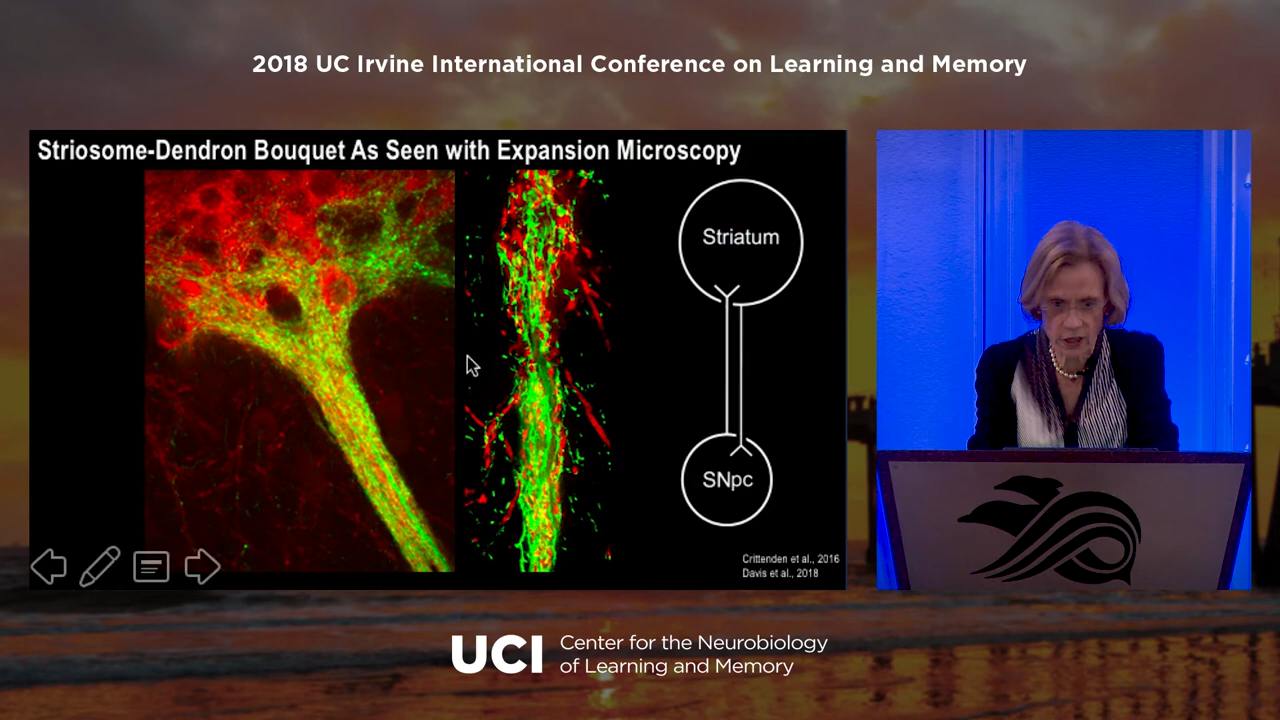 2018 UC Irvine International Conference on Learning and Memory
Striosome-Dendron Bouquet As Seen with Expansion Microscopy
Striatum
SNpc
Crittenden et al., 2016
Davis et al., 2018
UCI
Center for the Neurobiology
of Learning and Memory